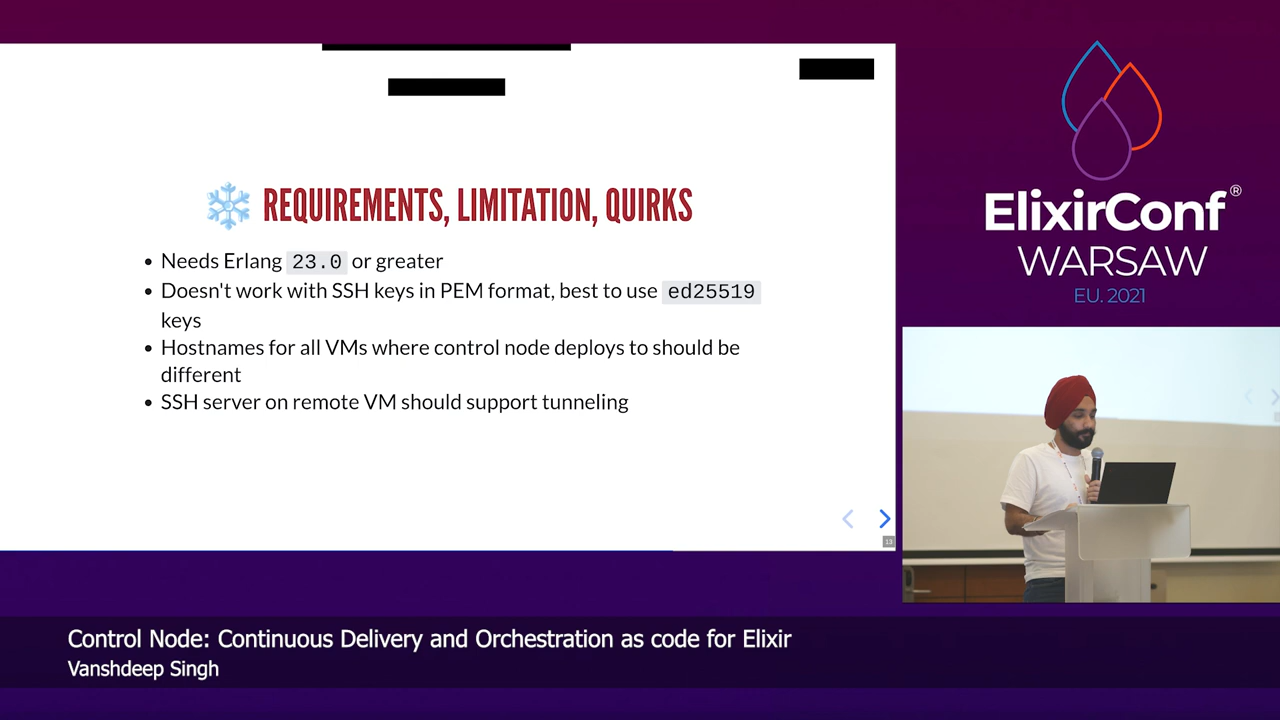 REQUIREMENTS, LIMITATION, QUIRKS
Needs Erlang 23.0 or greater
Doesn't work with SSH keys in PEM format, best to use ed25519
keys
Hostnames for all VMs where control node deploys to should be
different
SSH server on remote VM should support tunneling
13
ElixirConf®
WARSAW
EU. 2021
Control Node: Continuous Delivery and Orchestration as code for Elixir
Vanshdeep Singh